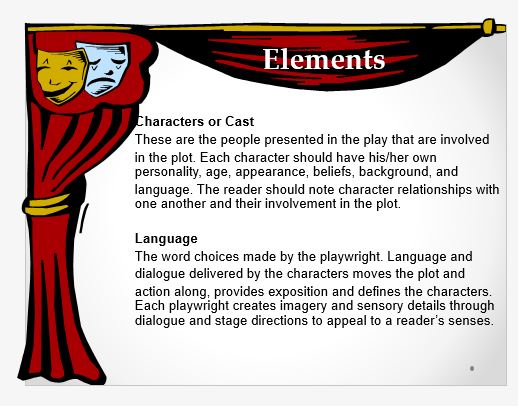 Elements
Characters or Cast
These are the people presented in the play that are involved
in the plot. Each character should have his/her own
personality, age, appearance, beliefs, background, and
language. The reader should note character relationships with
one another and their involvement in the plot.
Language
The word choices made by the playwright. Language and
dialogue delivered by the characters moves the plot and
action along, provides exposition and defines the characters.
Each playwright creates imagery and sensory details through
dialogue and stage directions to appeal to a reader’s senses.